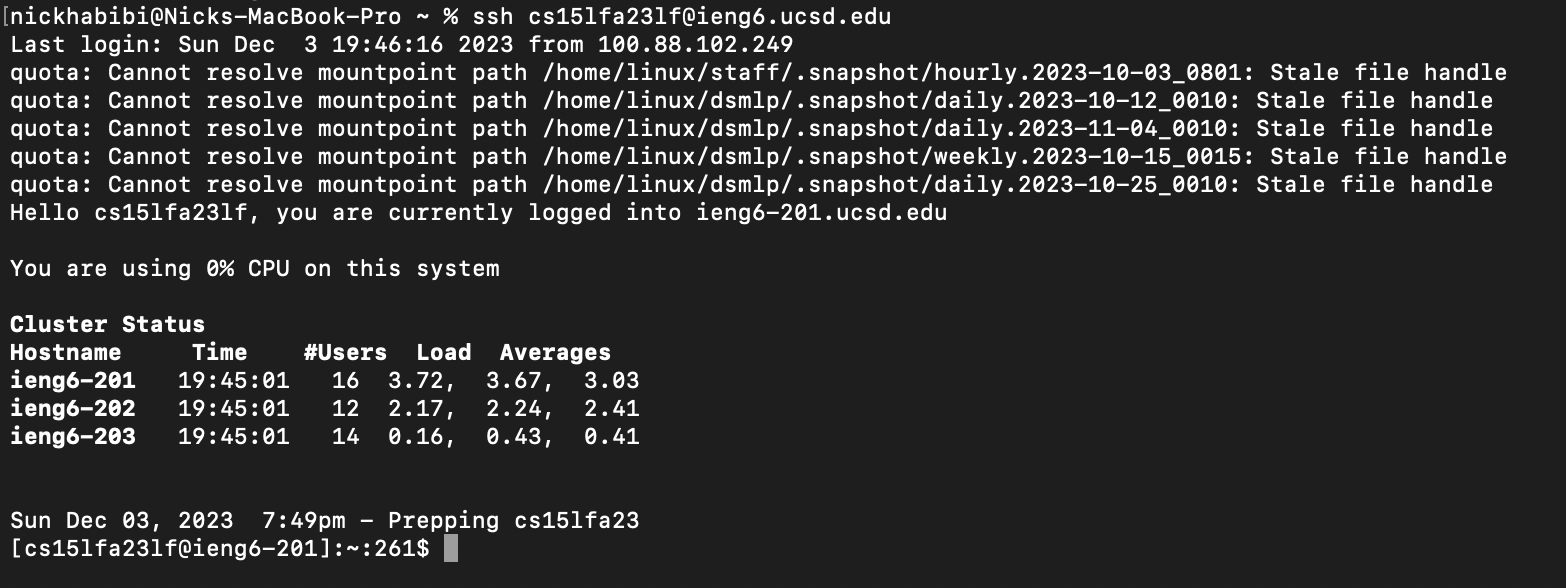 [nickhabibi@Nicks-MacBook-Pro ~ % ssh cs15lfa23lf@ieng6.ucsd.edu
Last login: Sun Dec  3 19:46:16 2023 from 100.88.102.249
quota: Cannot resolve mountpoint path /home/linux/staff/.snapshot/hourly.2023-10-03_0801: Stale file handle
quota: Cannot resolve mountpoint path /home/linux/dsmlp/.snapshot/daily.2023-10-12_0010: Stale file handle
quota: Cannot resolve mountpoint path /home/linux/dsmlp/.snapshot/daily.2023-11-04_0010: Stale file handle
quota: Cannot resolve mountpoint path /home/linux/dsmlp/.snapshot/weekly.2023-10-15_0015: Stale file handle
quota: Cannot resolve mountpoint path /home/linux/dsmlp/.snapshot/daily.2023-10-25_0010: Stale file handle
Hello cs15lfa23lf, you are currently logged into ieng6-201.ucsd.edu
You are using 0% CPU on this system
Cluster Status
Hostname     Time    #Users  Load  Averages
ieng6-201   19:45:01   16  3.72,  3.67,  3.03
ieng6-202   19:45:01   12  2.17,  2.24,  2.41
ieng6-203   19:45:01   14  0.16,  0.43,  0.41
Sun Dec 03, 2023  7:49pm - Prepping cs15lfa23
[cs15lfa23lf@ieng6-201]:~:261$